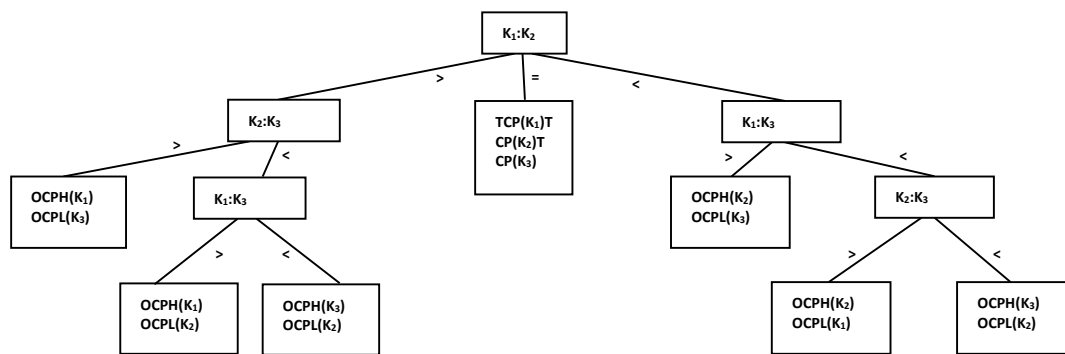 K₁:K₂
>
=
<
K₂:K₃
TCP(K₁)T
CP(K₂)T
CP(K₃)
K₁:K₃
>
<
>
<
OCPH(K₁)
OCPL(K₃)
K₁:K₃
OCPH(K₂)
OCPL(K₃)
K₂:K₃
>
<
>
<
OCPH(K₁)
OCPL(K₂)
OCPH(K₃)
OCPL(K₂)
OCPH(K₂)
OCPL(K₁)
OCPH(K₃)
OCPL(K₂)